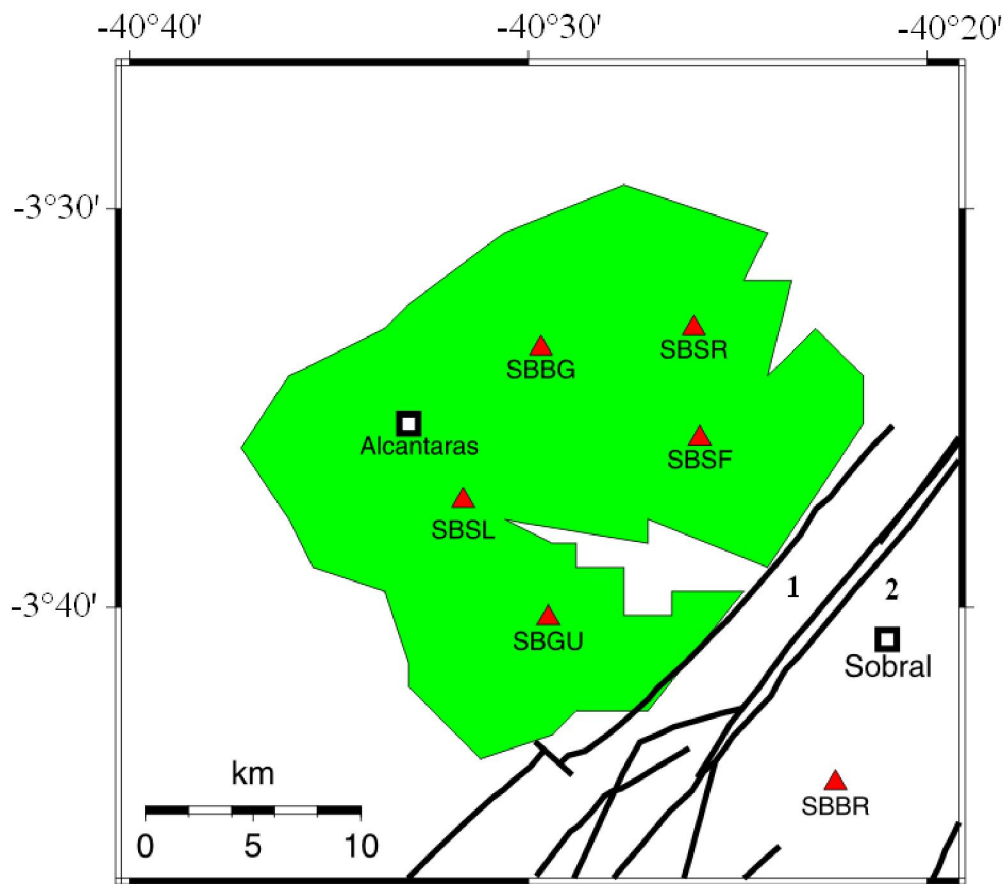 -40°40'
-40°30'
-40°20'
-3°30'
SBSR
SBBG
Alcantaras
SBSF
SBSL
1
2
-3°40'
SBGU
Sobral
km
SBBR
0 5 10